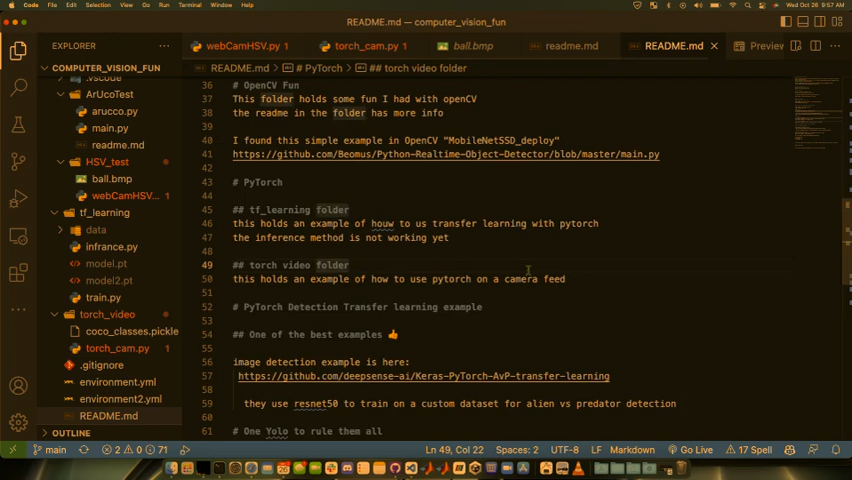 Code File Edit Selection View Go Run Terminal Window Help Wed Oct 26 9:57 AM
README.md — computer_vision_fun
EXPLORER
webCamHSV.py 1 torch_cam.py 1 ball.bmp readme.md README.md Preview
COMPUTER_VISION_FUN
README.md > # PyTorch > ## torch video folder
.vscode
ArUcoTest
arucco.py
main.py
readme.md
HSV_test
ball.bmp
webCamHSV... 1
tf_learning
data
infrance.py
model.pt
model2.pt
train.py
torch_video
coco_classes.pickle
torch_cam.py 1
.gitignore
environment.yml
environment2.yml
README.md
OUTLINE
36 # OpenCV Fun
37 This folder holds some fun I had with openCV
38 the readme in the folder has more info
39
40 I found this simple example in OpenCV "MobileNetSSD_deploy"
41 https://github.com/Beomus/Python-Realtime-Object-Detector/blob/master/main.py
42
43 # PyTorch
44
45 ## tf_learning folder
46 this holds an example of houw to us transfer learning with pytorch
47 the inference method is not working yet
48
49 ## torch video folder
50 this holds an example of how to use pytorch on a camera feed
51
52 # PyTorch Detection Transfer learning example
53
54 ## One of the best examples 👍
55
56 image detection example is here:
57 https://github.com/deepsense-ai/Keras-PyTorch-AvP-transfer-learning
58
59 they use resnet50 to train on a custom dataset for alien vs predator detection
60
61 # One Yolo to rule them all
main 2 0 71 Ln 49, Col 22 Spaces: 2 UTF-8 LF Markdown Go Live 17 Spell